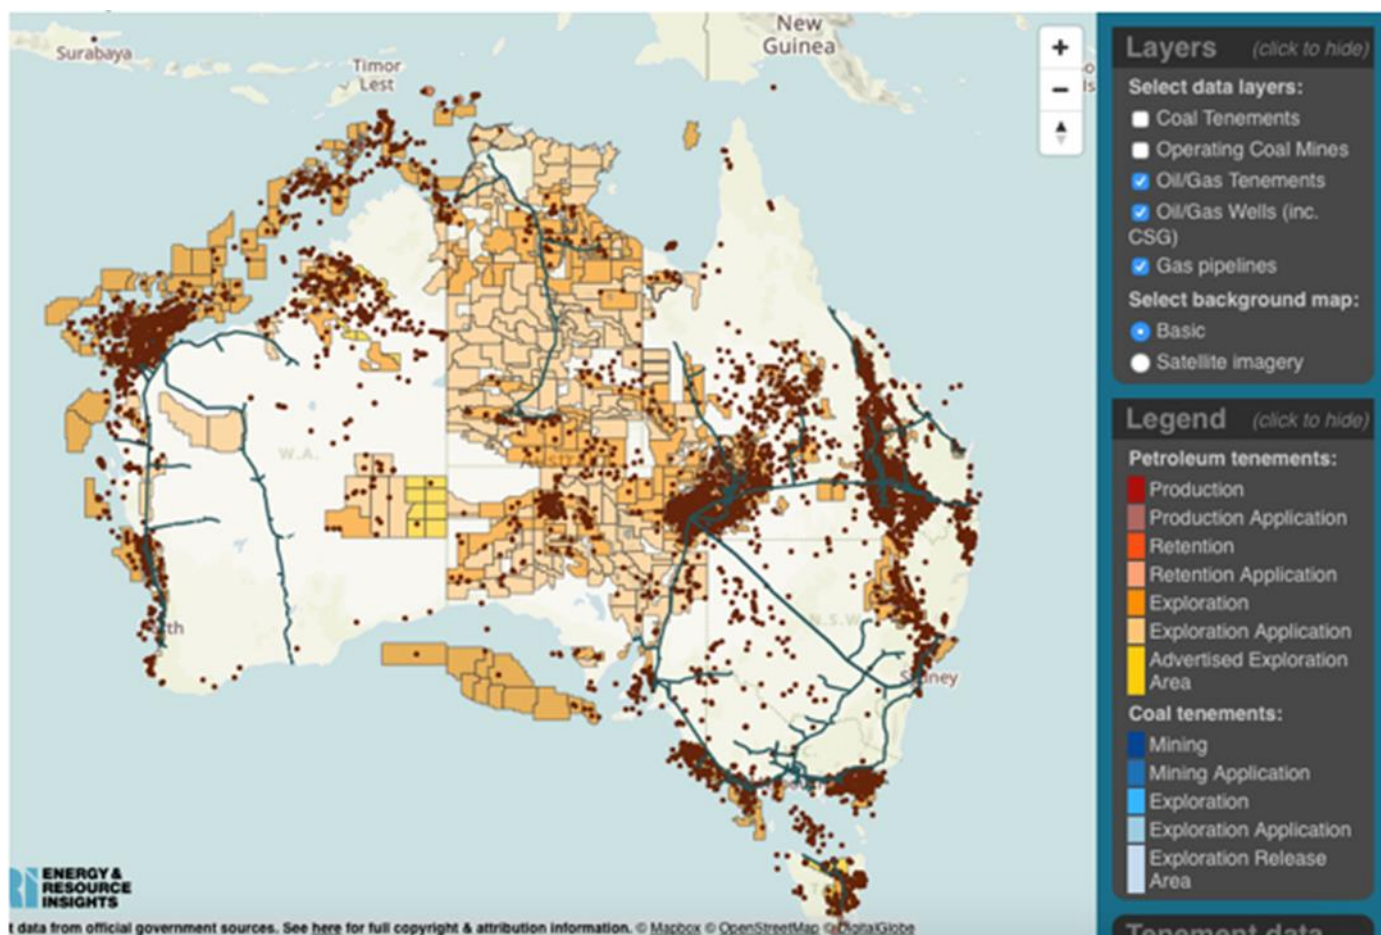 New
Guinea
Surabaya
Timor
Lest
W.A.
N.S.W.
Sydney
ENERGY &
RESOURCE
INSIGHTS
t data from official government sources. See here for full copyright & attribution information. © Mapbox © OpenStreetMap © DigitalGlobe
Layers (click to hide)
Select data layers:
Coal Tenements
Operating Coal Mines
Oil/Gas Tenements
Oil/Gas Wells (inc.
CSG)
Gas pipelines
Select background map:
Basic
Satellite imagery
Legend (click to hide)
Petroleum tenements:
Production
Production Application
Retention
Retention Application
Exploration
Exploration Application
Advertised Exploration
Area
Coal tenements:
Mining
Mining Application
Exploration
Exploration Application
Exploration Release
Area
Tenement data